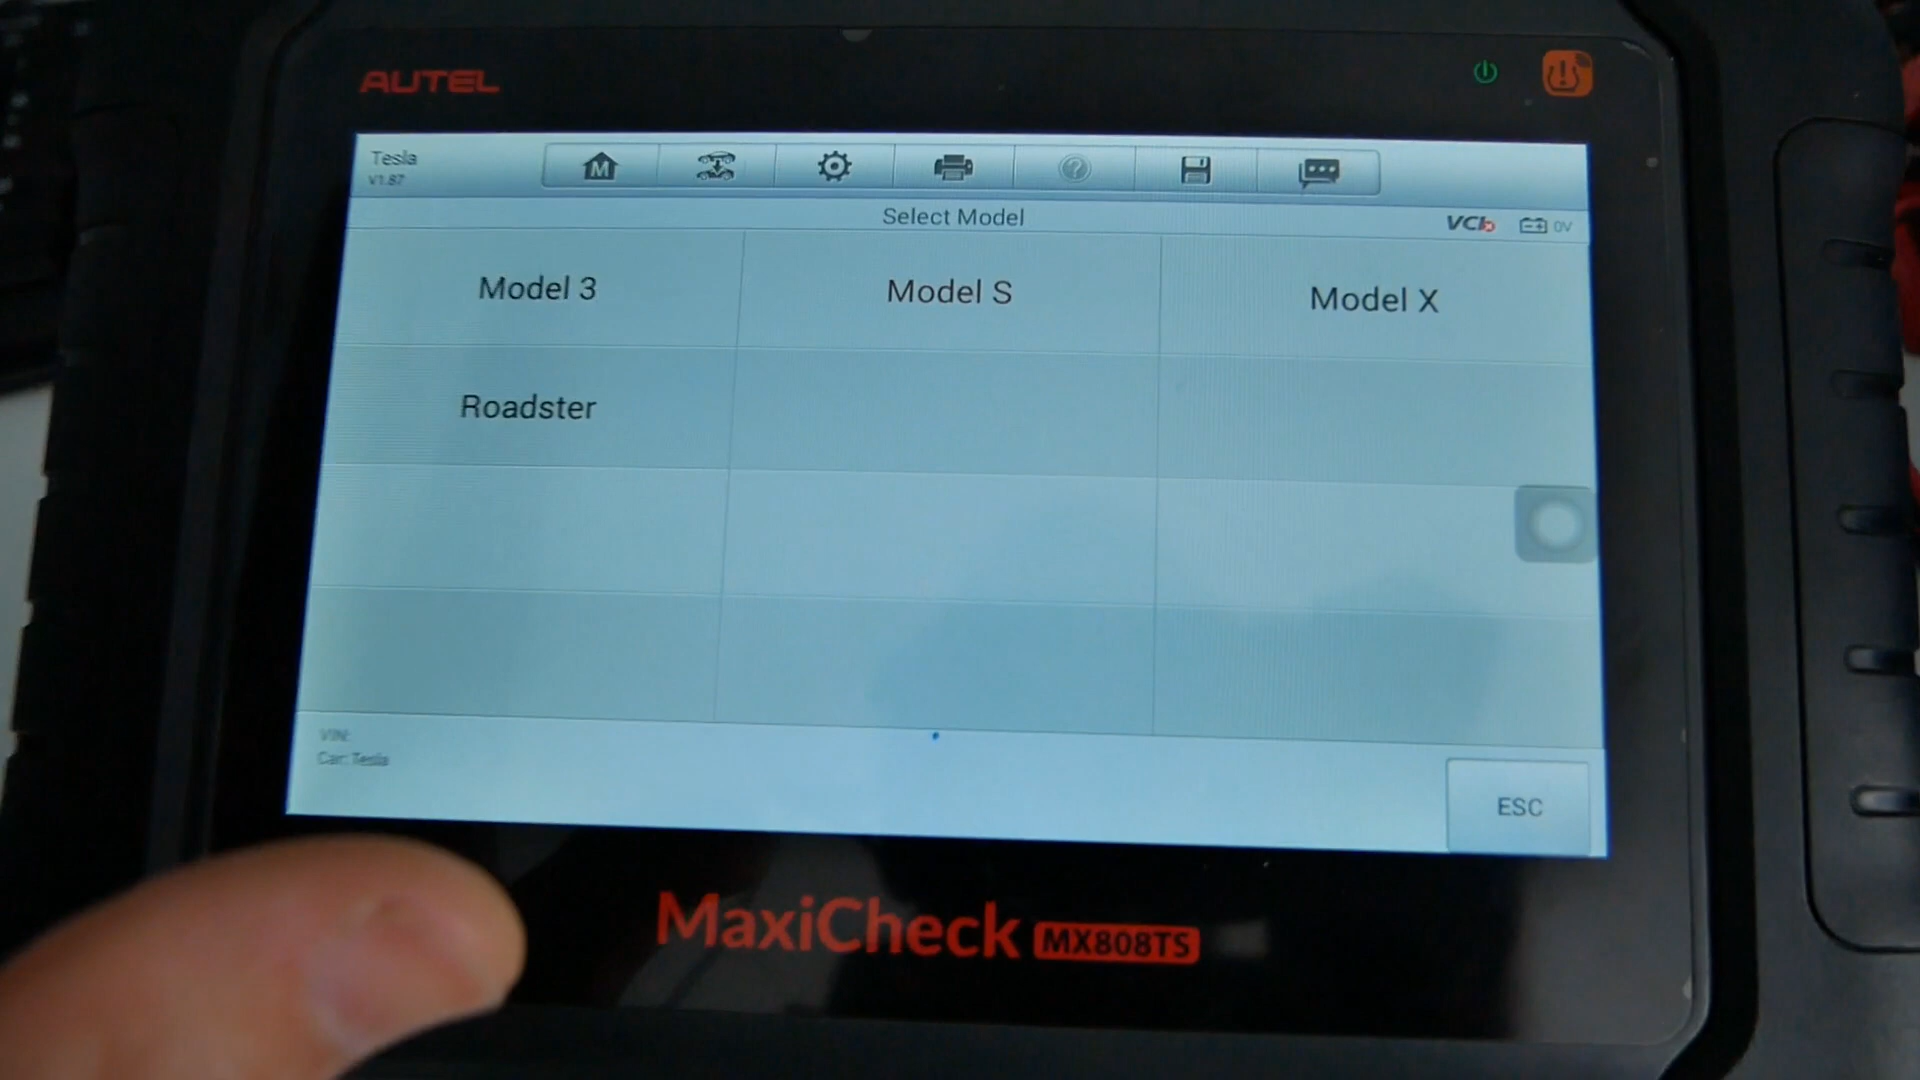 AUTEL
Tesla
V1.87
M
?
Select Model
VCI
0V
Model 3
Model S
Model X
Roadster
VIN:
Car: Tesla
ESC
MaxiCheck MX808TS